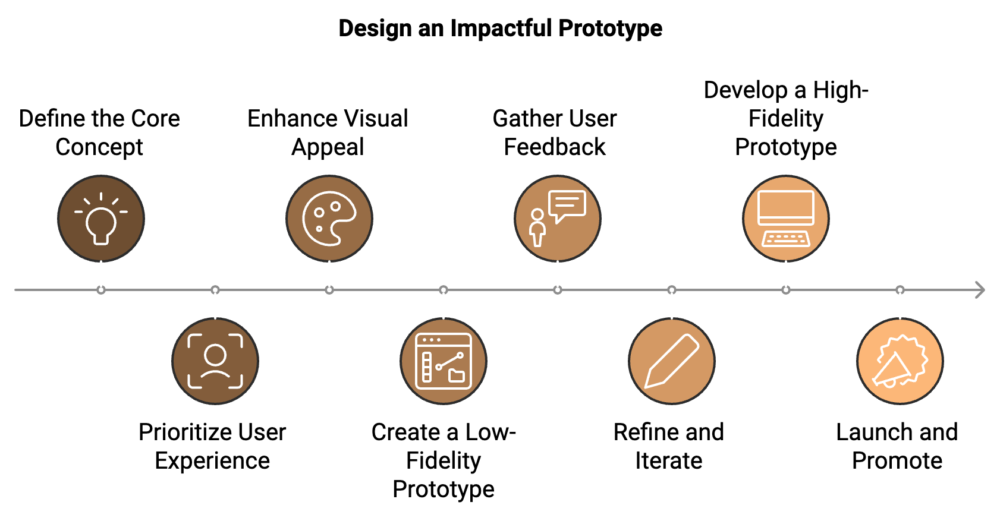 Design an Impactful Prototype
Define the Core
Concept
Prioritize User
Experience
Enhance Visual
Appeal
Create a Low-
Fidelity
Prototype
Gather User
Feedback
Refine and
Iterate
Develop a High-
Fidelity
Prototype
Launch and
Promote